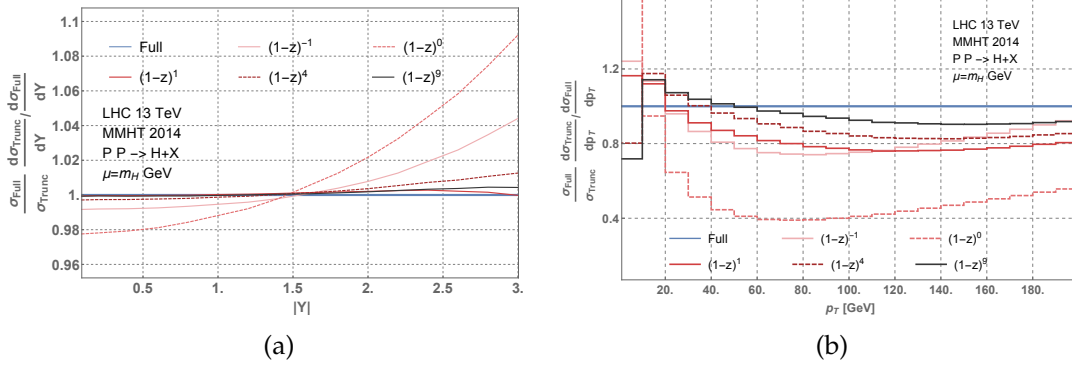 1.1
1.08
1.06
1.04
1.02
1.
0.98
0.96
σ_Full / σ_Trunc dσ_Trunc / dY / dσ_Full / dY
Full (1-z)^-1 (1-z)^0
(1-z)^1 (1-z)^4 (1-z)^9
LHC 13 TeV
MMHT 2014
P P -> H+X
μ=m_H GeV
0.5 1. 1.5 2. 2.5 3.
|Y|
(a)
1.2
0.8
0.4
σ_Full / σ_Trunc dσ_Trunc / dp_T / dσ_Full / dp_T
LHC 13 TeV
MMHT 2014
P P -> H+X
μ=m_H GeV
Full (1-z)^-1 (1-z)^0
(1-z)^1 (1-z)^4 (1-z)^9
20. 40. 60. 80. 100. 120. 140. 160. 180.
p_T [GeV]
(b)